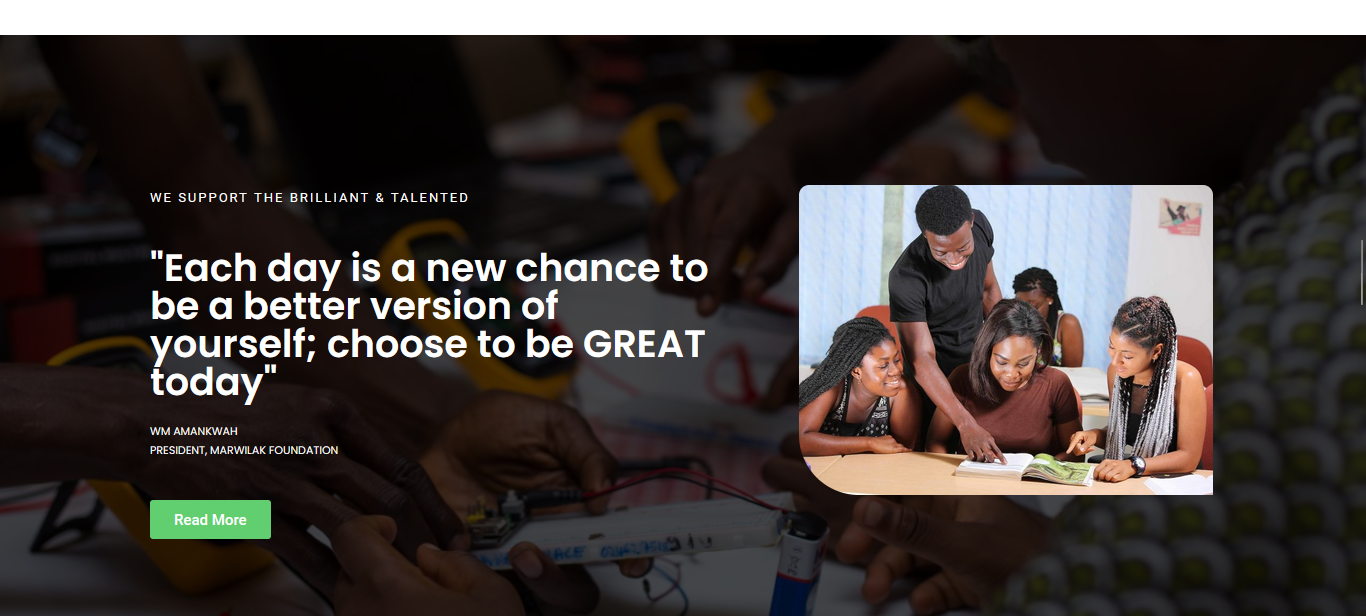 WE SUPPORT THE BRILLIANT & TALENTED
"Each day is a new chance to
be a better version of
yourself; choose to be GREAT
today"
WM AMANKWAH
PRESIDENT, MARWILAK FOUNDATION
Read More